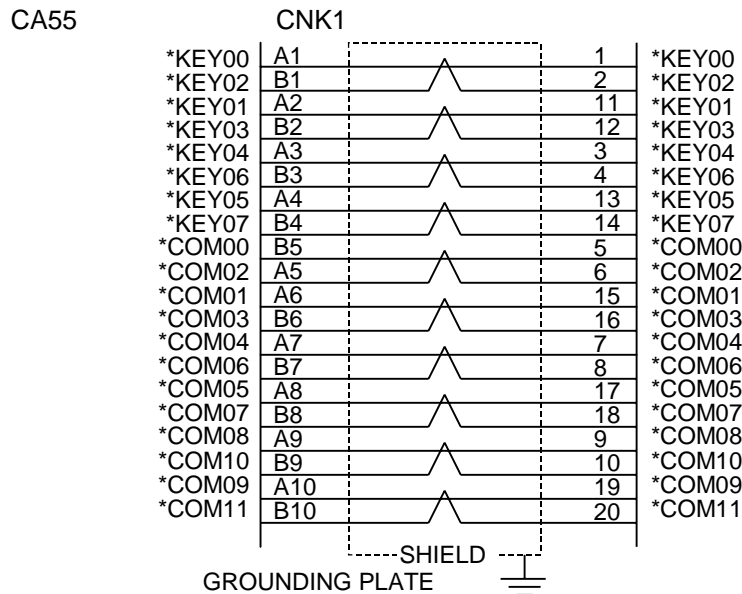 CA55 CNK1
*KEY00 A1 1 *KEY00
*KEY02 B1 2 *KEY02
*KEY01 A2 11 *KEY01
*KEY03 B2 12 *KEY03
*KEY04 A3 3 *KEY04
*KEY06 B3 4 *KEY06
*KEY05 A4 13 *KEY05
*KEY07 B4 14 *KEY07
*COM00 B5 5 *COM00
*COM02 A5 6 *COM02
*COM01 A6 15 *COM01
*COM03 B6 16 *COM03
*COM04 A7 7 *COM04
*COM06 B7 8 *COM06
*COM05 A8 17 *COM05
*COM07 B8 18 *COM07
*COM08 A9 9 *COM08
*COM10 B9 10 *COM10
*COM09 A10 19 *COM09
*COM11 B10 20 *COM11
SHIELD
GROUNDING PLATE